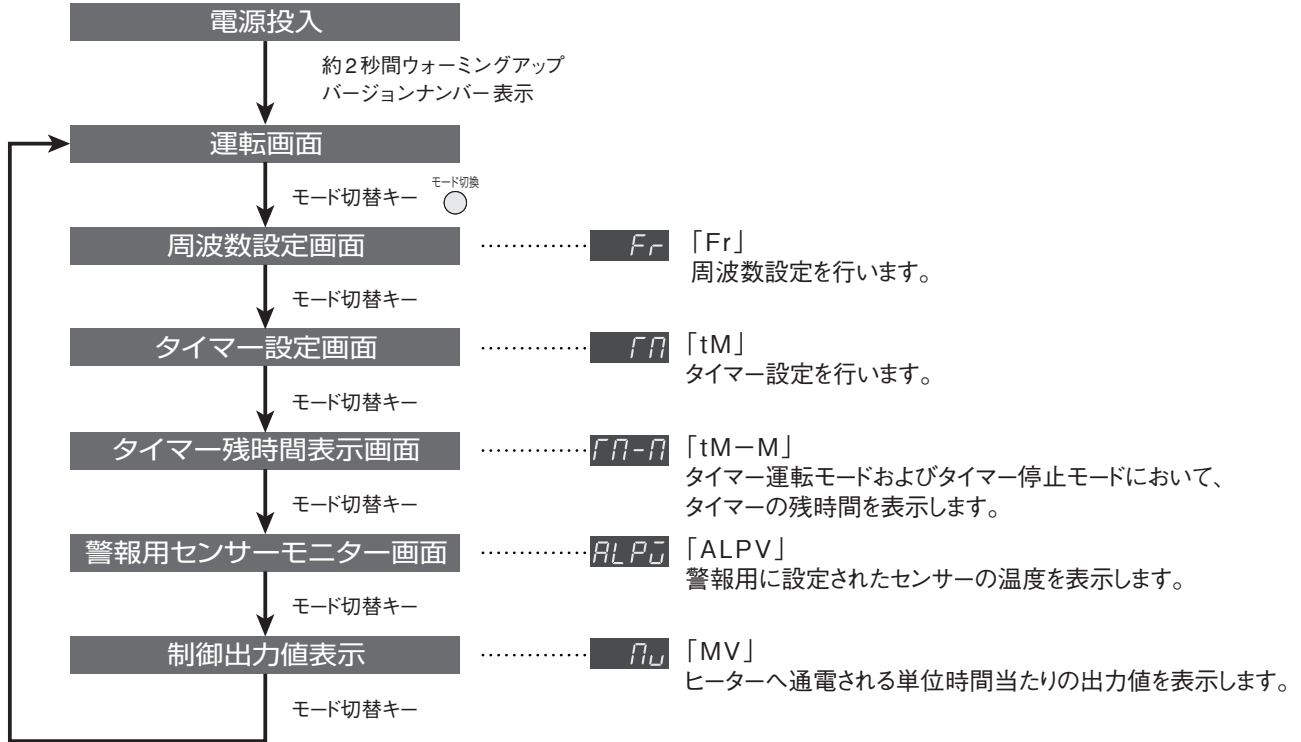 電源投入
約2秒間ウォーミングアップ
バージョンナンバー表示
運転画面
モード切替キー
モード切換
周波数設定画面
Fr
「Fr」
周波数設定を行います。
モード切替キー
タイマー設定画面
tM
「tM」
タイマー設定を行います。
モード切替キー
タイマー残時間表示画面
tM-M
「tM－M」
タイマー運転モードおよびタイマー停止モードにおいて、
タイマーの残時間を表示します。
モード切替キー
警報用センサーモニター画面
ALPV
「ALPV」
警報用に設定されたセンサーの温度を表示します。
モード切替キー
制御出力値表示
Mv
「MV」
ヒーターへ通電される単位時間当たりの出力値を表示します。
モード切替キー